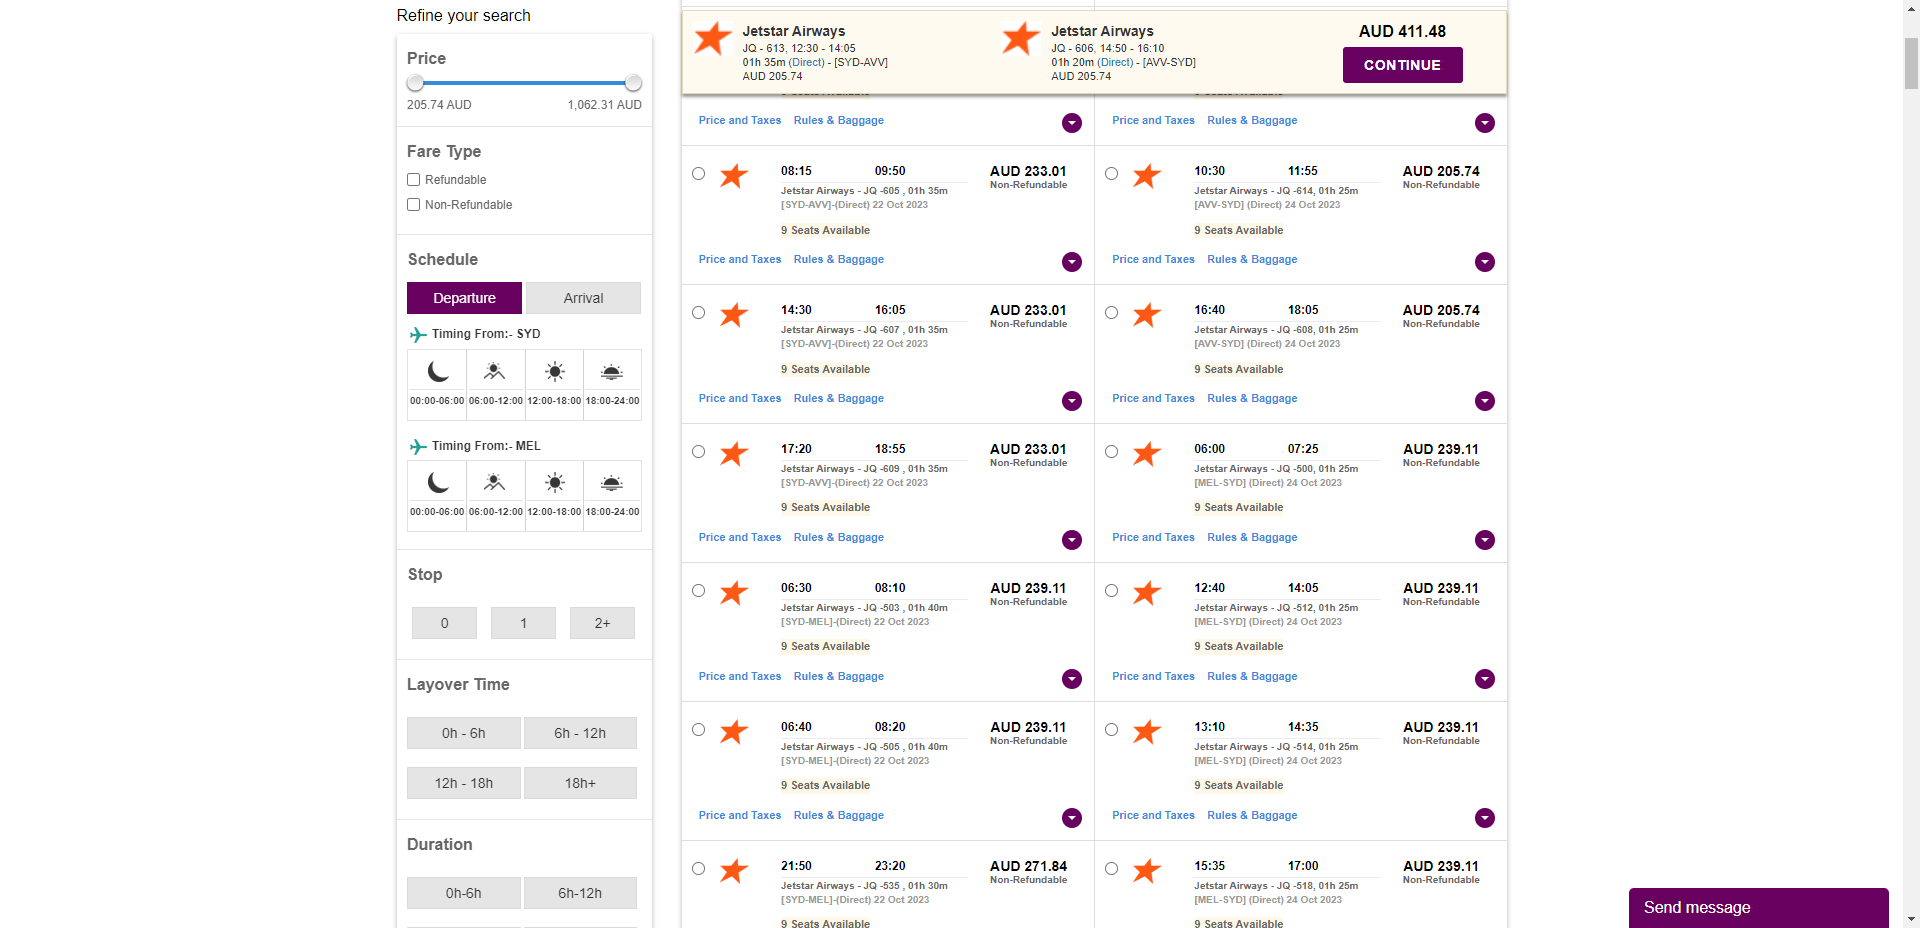 Refine your search
Price
205.74 AUD 1,062.31 AUD
Fare Type
Refundable
Non-Refundable
Schedule
Departure Arrival
Timing From:- SYD
00:00-06:00 06:00-12:00 12:00-18:00 18:00-24:00
Timing From:- MEL
00:00-06:00 06:00-12:00 12:00-18:00 18:00-24:00
Stop
0 1 2+
Layover Time
0h - 6h 6h - 12h
12h - 18h 18h+
Duration
0h-6h 6h-12h
Jetstar Airways
JQ - 613, 12:30 - 14:05
01h 35m (Direct) - [SYD-AVV]
AUD 205.74
Jetstar Airways
JQ - 606, 14:50 - 16:10
01h 20m (Direct) - [AVV-SYD]
AUD 205.74
AUD 411.48
CONTINUE
Price and Taxes Rules & Baggage
Price and Taxes Rules & Baggage
08:15 09:50 AUD 233.01
Non-Refundable
Jetstar Airways - JQ -605 , 01h 35m
[SYD-AVV]-(Direct) 22 Oct 2023
9 Seats Available
Price and Taxes Rules & Baggage
10:30 11:55 AUD 205.74
Non-Refundable
Jetstar Airways - JQ -614, 01h 25m
[AVV-SYD] (Direct) 24 Oct 2023
9 Seats Available
Price and Taxes Rules & Baggage
14:30 16:05 AUD 233.01
Non-Refundable
Jetstar Airways - JQ -607 , 01h 35m
[SYD-AVV]-(Direct) 22 Oct 2023
9 Seats Available
Price and Taxes Rules & Baggage
16:40 18:05 AUD 205.74
Non-Refundable
Jetstar Airways - JQ -608, 01h 25m
[AVV-SYD] (Direct) 24 Oct 2023
9 Seats Available
Price and Taxes Rules & Baggage
17:20 18:55 AUD 233.01
Non-Refundable
Jetstar Airways - JQ -609 , 01h 35m
[SYD-AVV]-(Direct) 22 Oct 2023
9 Seats Available
Price and Taxes Rules & Baggage
06:00 07:25 AUD 239.11
Non-Refundable
Jetstar Airways - JQ -500, 01h 25m
[MEL-SYD] (Direct) 24 Oct 2023
9 Seats Available
Price and Taxes Rules & Baggage
06:30 08:10 AUD 239.11
Non-Refundable
Jetstar Airways - JQ -503 , 01h 40m
[SYD-MEL]-(Direct) 22 Oct 2023
9 Seats Available
Price and Taxes Rules & Baggage
12:40 14:05 AUD 239.11
Non-Refundable
Jetstar Airways - JQ -512, 01h 25m
[MEL-SYD] (Direct) 24 Oct 2023
9 Seats Available
Price and Taxes Rules & Baggage
06:40 08:20 AUD 239.11
Non-Refundable
Jetstar Airways - JQ -505 , 01h 40m
[SYD-MEL]-(Direct) 22 Oct 2023
9 Seats Available
Price and Taxes Rules & Baggage
13:10 14:35 AUD 239.11
Non-Refundable
Jetstar Airways - JQ -514, 01h 25m
[MEL-SYD] (Direct) 24 Oct 2023
9 Seats Available
Price and Taxes Rules & Baggage
21:50 23:20 AUD 271.84
Non-Refundable
Jetstar Airways - JQ -535 , 01h 30m
[SYD-MEL]-(Direct) 22 Oct 2023
9 Seats Available
15:35 17:00 AUD 239.11
Non-Refundable
Jetstar Airways - JQ -518, 01h 25m
[MEL-SYD] (Direct) 24 Oct 2023
9 Seats Available
Send message